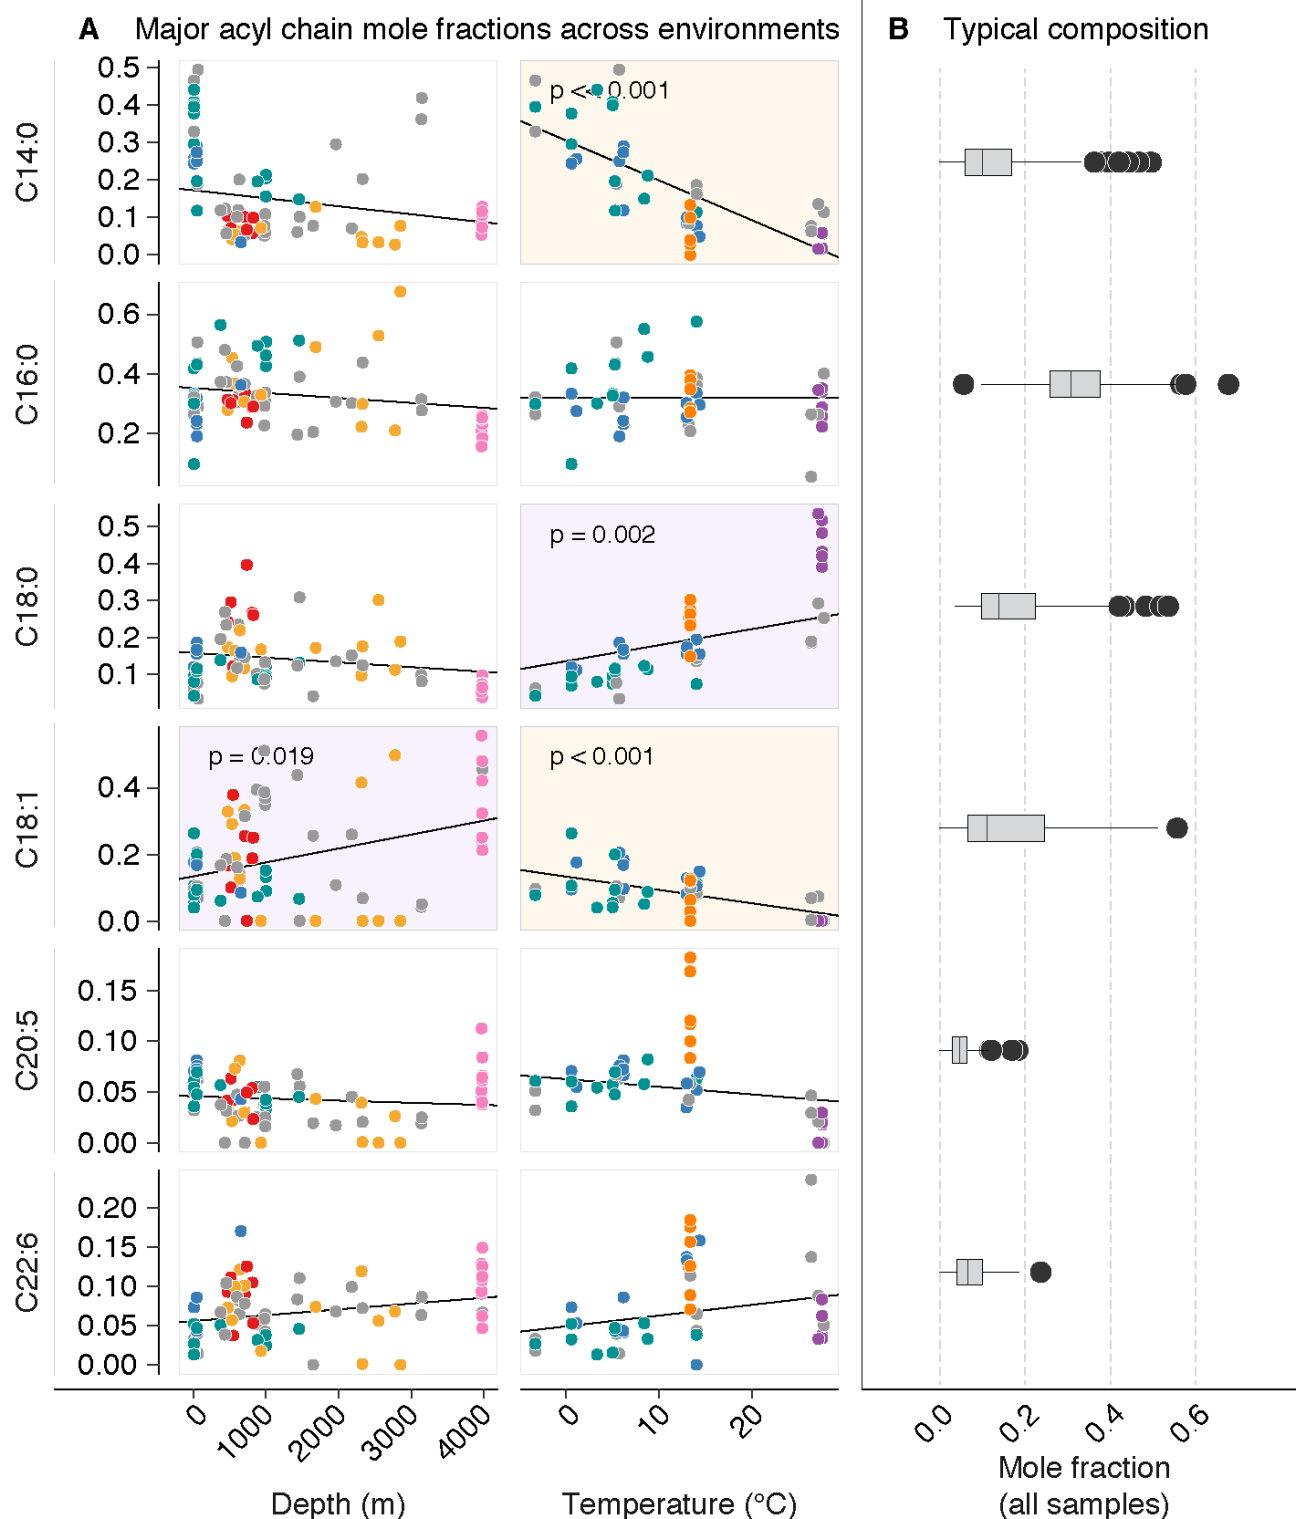 A Major acyl chain mole fractions across environments
B Typical composition
C14:0
0.5
0.4
0.3
0.2
0.1
0.0
p << 0.001
C16:0
0.6
0.4
0.2
C18:0
0.5
0.4
0.3
0.2
0.1
p = 0.002
C18:1
0.4
0.2
0.0
p = 0.019
p < 0.001
C20:5
0.15
0.10
0.05
0.00
C22:6
0.20
0.15
0.10
0.05
0.00
0 1000 2000 3000 4000
0 10 20
0.0 0.2 0.4 0.6
Depth (m)
Temperature (°C)
Mole fraction
(all samples)